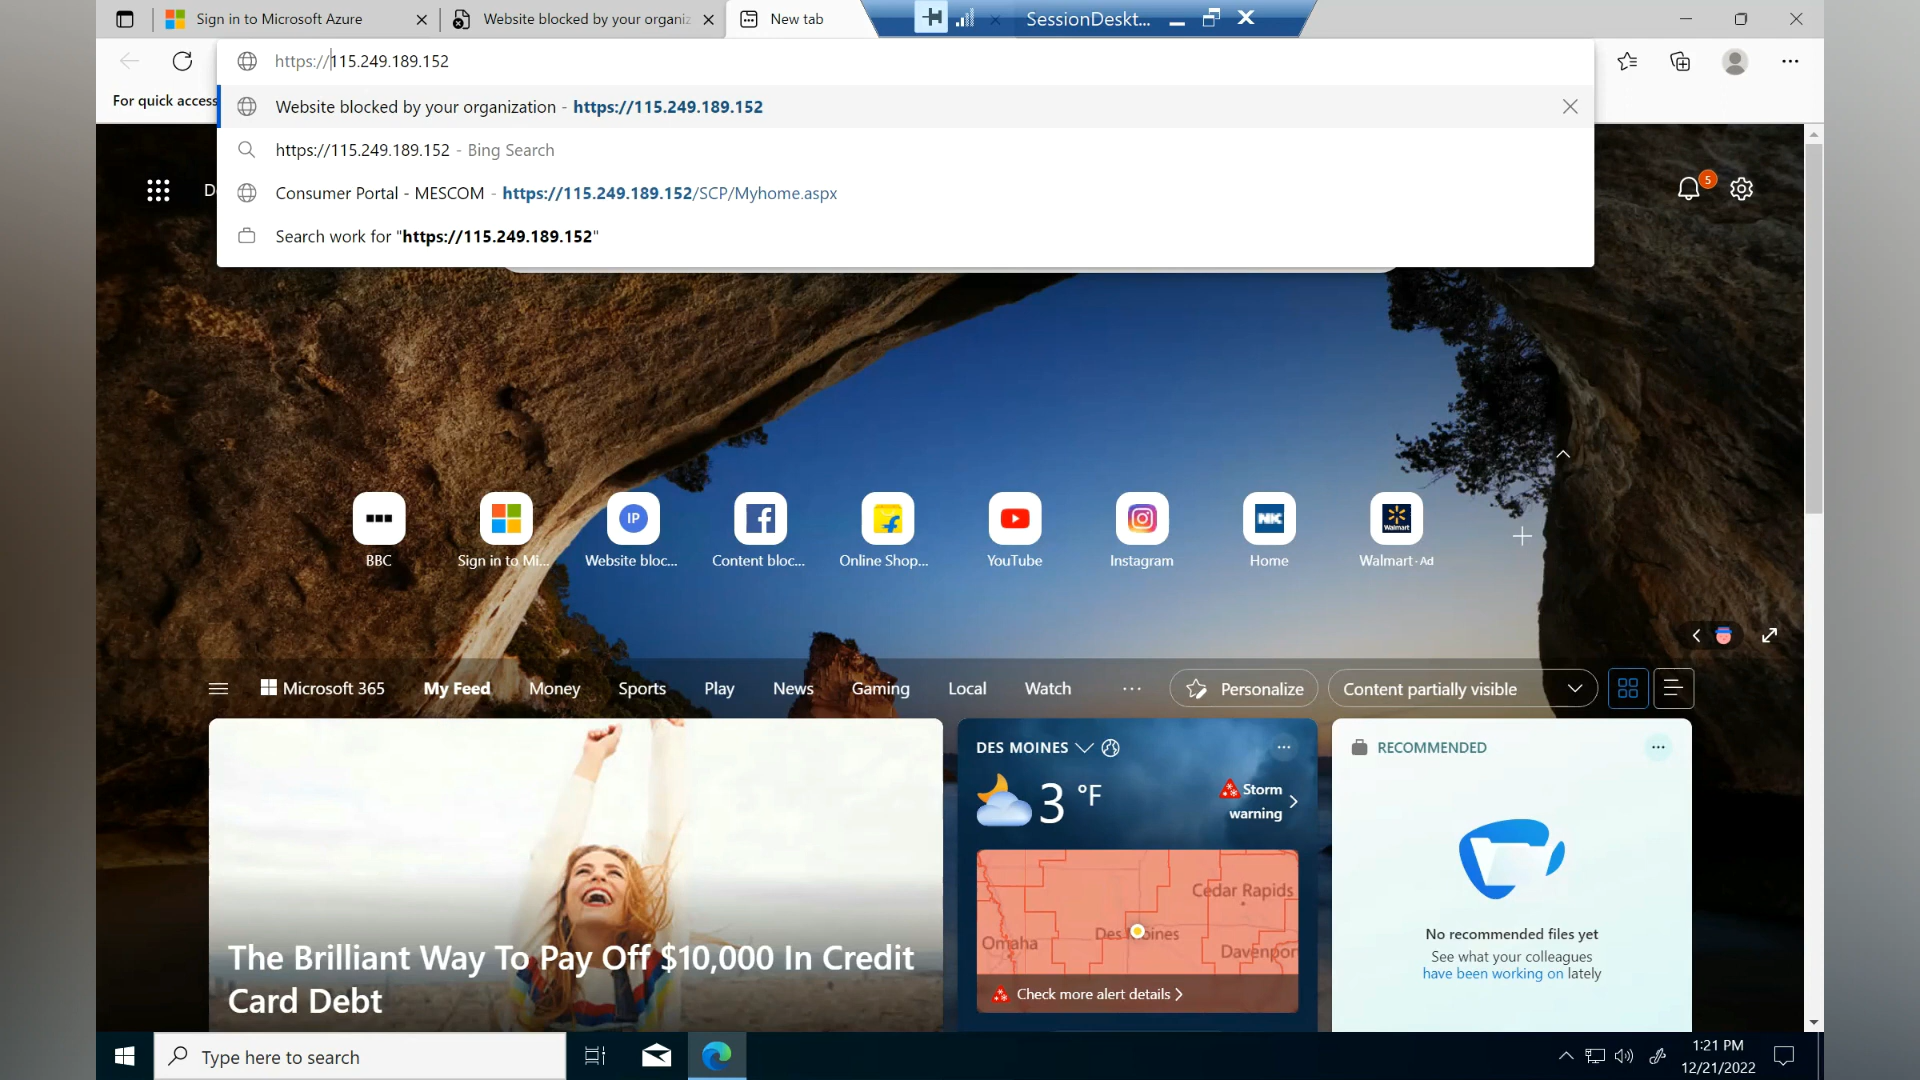 Sign in to Microsoft Azure
Website blocked by your organiz
New tab
SessionDeskt...
https://115.249.189.152
For quick access
Website blocked by your organization - https://115.249.189.152
https://115.249.189.152 - Bing Search
Consumer Portal - MESCOM - https://115.249.189.152/SCP/Myhome.aspx
Search work for "https://115.249.189.152"
5
IP
NK
Walmart
BBC
Sign in to Mi...
Website bloc...
Content bloc...
Online Shop...
YouTube
Instagram
Home
Walmart · Ad
Microsoft 365
My Feed
Money
Sports
Play
News
Gaming
Local
Watch
Personalize
Content partially visible
DES MOINES
3 °F
Storm
warning
Cedar Rapids
Omaha
Des Moines
Davenpor
Check more alert details
RECOMMENDED
No recommended files yet
See what your colleagues
have been working on lately
The Brilliant Way To Pay Off $10,000 In Credit
Card Debt
Type here to search
1:21 PM
12/21/2022